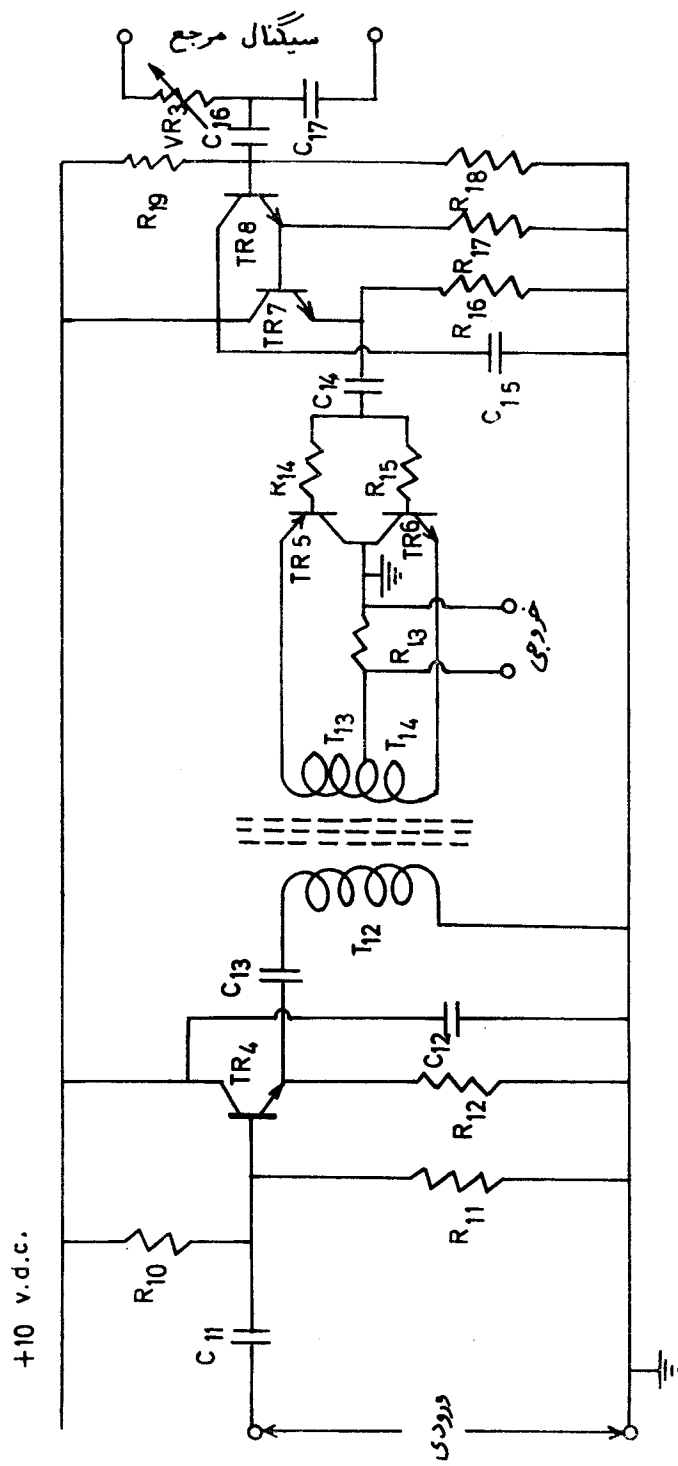 +10 v.d.c.
ورودی
C11
R10
R11
TR4
R12
C12
C13
T12
T13
T14
R13
خروجی
TR5
TR6
R14
R15
C14
C15
TR7
R16
TR8
R17
R19
R18
VR3
C16
C17
سیگنال مرجع